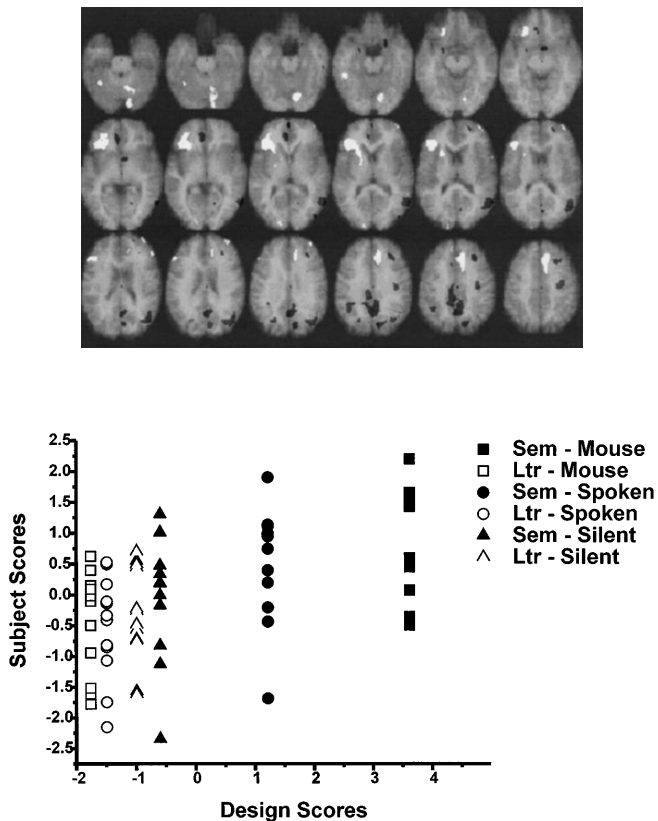 2.5
2.0
1.5
1.0
0.5
0.0
-0.5
-1.0
-1.5
-2.0
-2.5
Subject Scores
-2 -1 0 1 2 3 4
Design Scores
Sem - Mouse
Ltr - Mouse
Sem - Spoken
Ltr - Spoken
Sem - Silent
Ltr - Silent